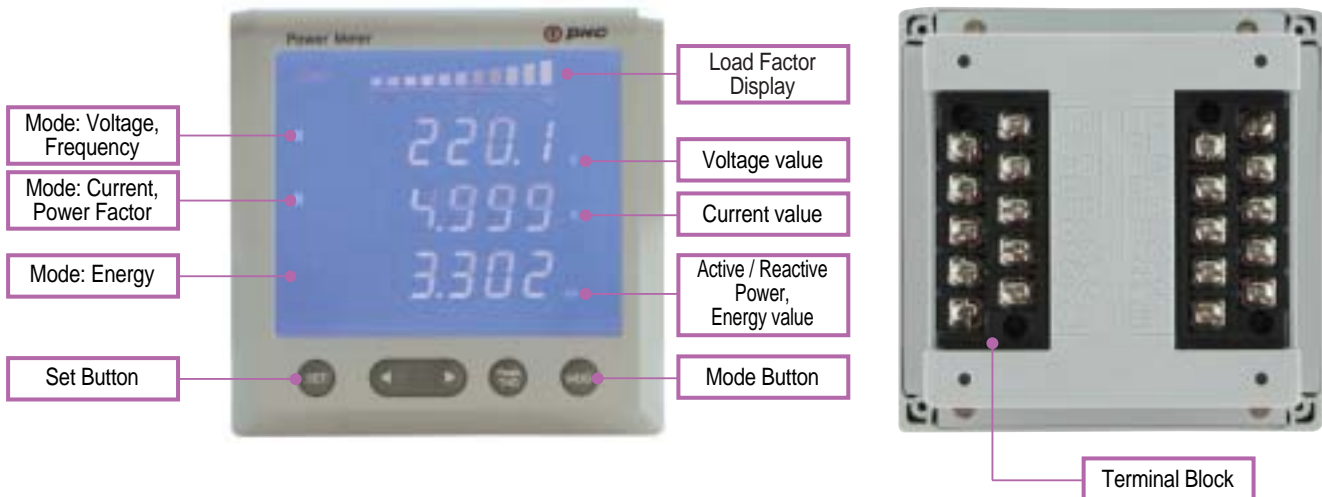 Power Meter
PNC
Load Factor
Display
Mode: Voltage,
Frequency
220.1
Voltage value
Mode: Current,
Power Factor
4.999
Current value
Mode: Energy
3.302
Active / Reactive
Power,
Energy value
Set Button
SET
Mode Button
Terminal Block